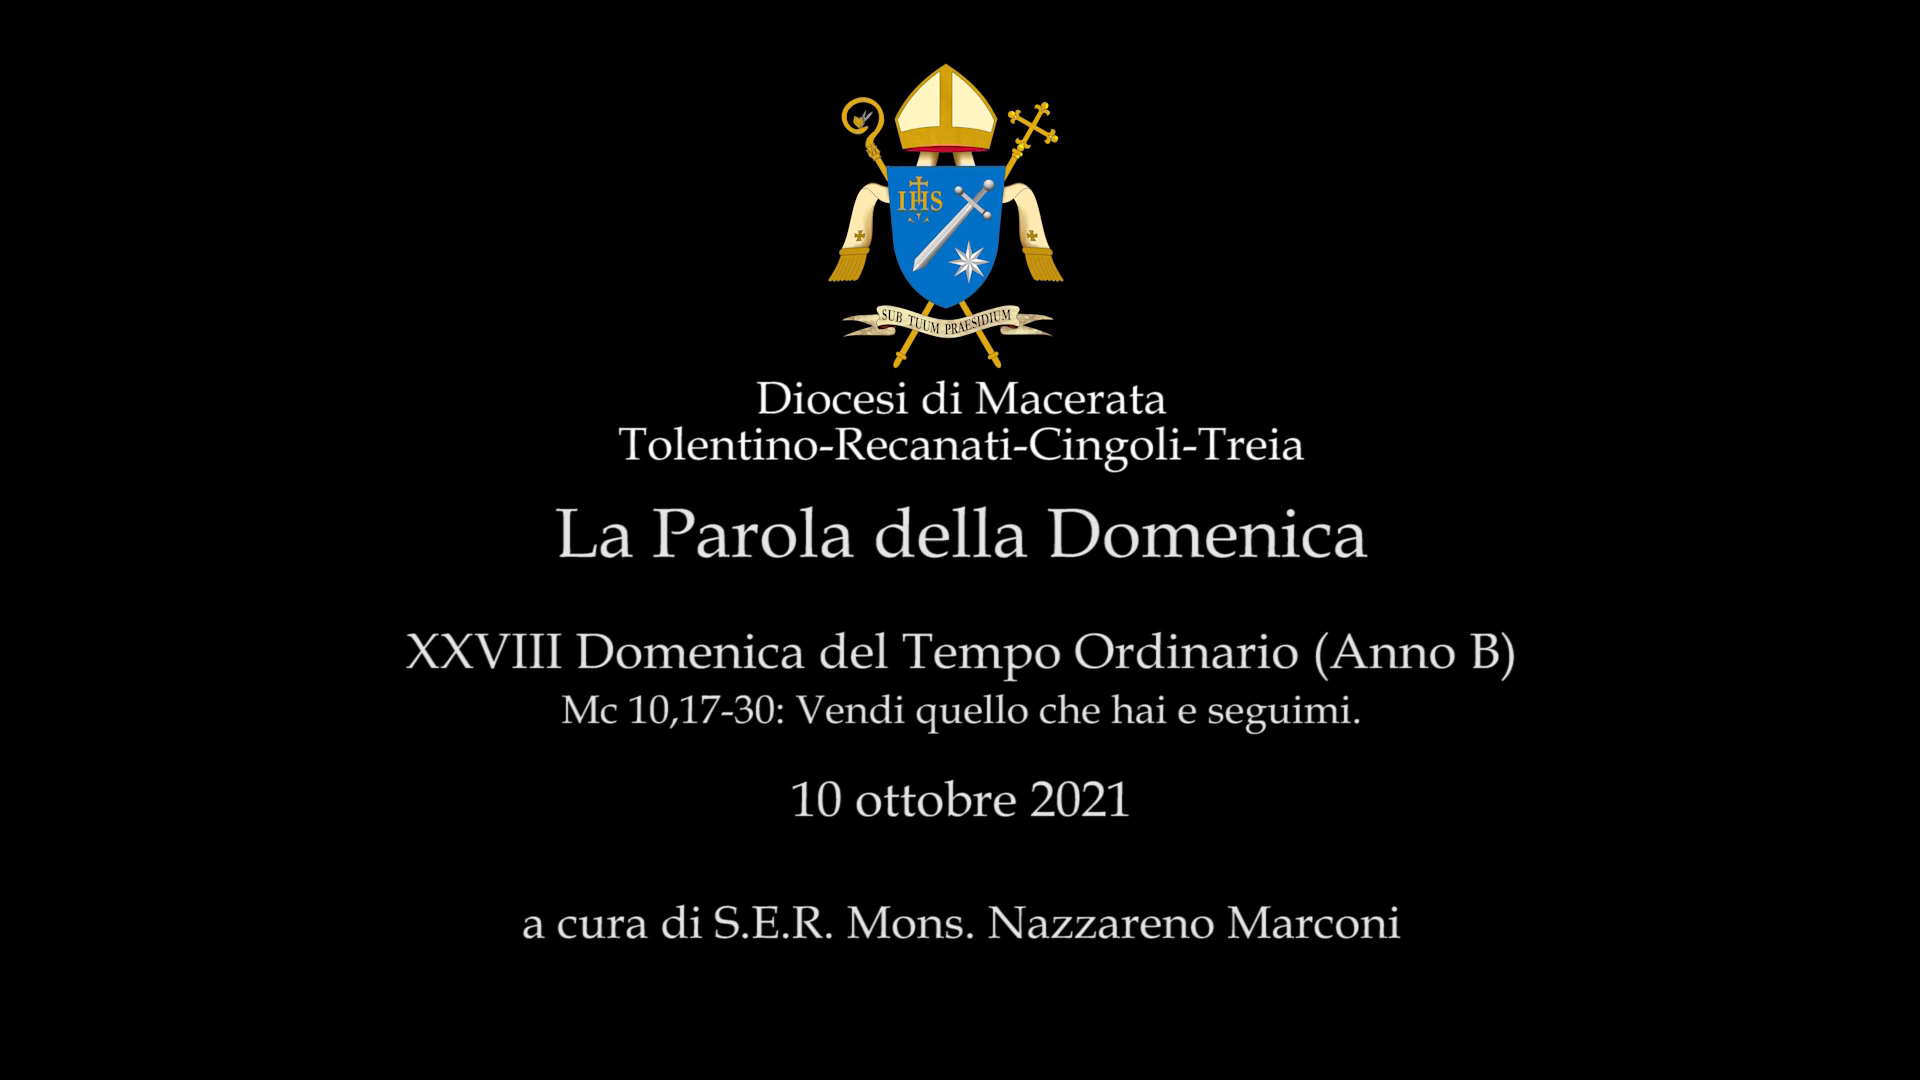 IHS
SUB TUUM PRAESIDIUM
Diocesi di Macerata
Tolentino-Recanati-Cingoli-Treia
La Parola della Domenica
XXVIII Domenica del Tempo Ordinario (Anno B)
Mc 10,17-30: Vendi quello che hai e seguimi.
10 ottobre 2021
a cura di S.E.R. Mons. Nazzareno Marconi